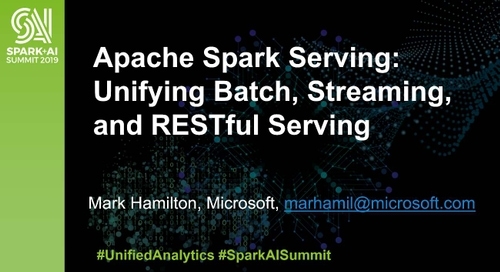 SPARK+AI
SUMMIT 2019
Apache Spark Serving:
Unifying Batch, Streaming,
and RESTful Serving
Mark Hamilton, Microsoft, marhamil@microsoft.com
#UnifiedAnalytics #SparkAISummit